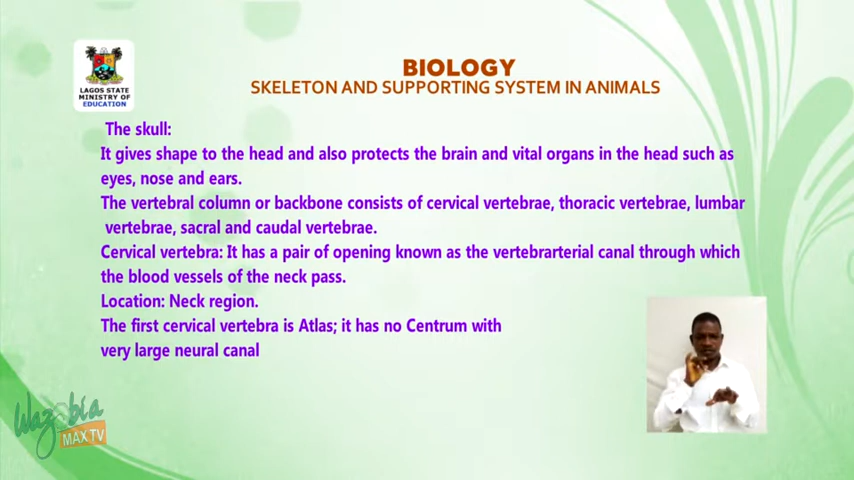 LAGOS STATE
MINISTRY OF
EDUCATION
BIOLOGY
SKELETON AND SUPPORTING SYSTEM IN ANIMALS
The skull:
It gives shape to the head and also protects the brain and vital organs in the head such as
eyes, nose and ears.
The vertebral column or backbone consists of cervical vertebrae, thoracic vertebrae, lumbar
vertebrae, sacral and caudal vertebrae.
Cervical vertebra: It has a pair of opening known as the vertebrarterial canal through which
the blood vessels of the neck pass.
Location: Neck region.
The first cervical vertebra is Atlas; it has no Centrum with
very large neural canal
Wazobia
MAX TV